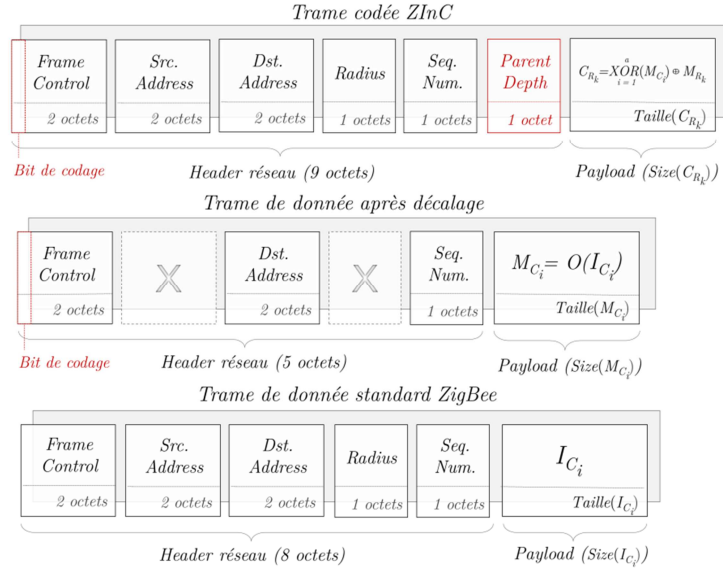 Trame codée ZInC
Frame Control
2 octets
Src. Address
2 octets
Dst. Address
2 octets
Radius
1 octets
Seq. Num.
1 octets
Parent Depth
1 octet
C_{R_k}=XOR_{i=1}^{a}(M_{C_i}) ⊕ M_{R_k}
Taille(C_{R_k})
Bit de codage
Header réseau (9 octets)
Payload (Size(C_{R_k}))
Trame de donnée après décalage
Frame Control
2 octets
X
Dst. Address
2 octets
X
Seq. Num.
1 octets
M_{C_i}= O(I_{C_i})
Taille(M_{C_i})
Bit de codage
Header réseau (5 octets)
Payload (Size(M_{C_i}))
Trame de donnée standard ZigBee
Frame Control
2 octets
Src. Address
2 octets
Dst. Address
2 octets
Radius
1 octets
Seq. Num.
1 octets
I_{C_i}
Taille(I_{C_i})
Header réseau (8 octets)
Payload (Size(I_{C_i}))